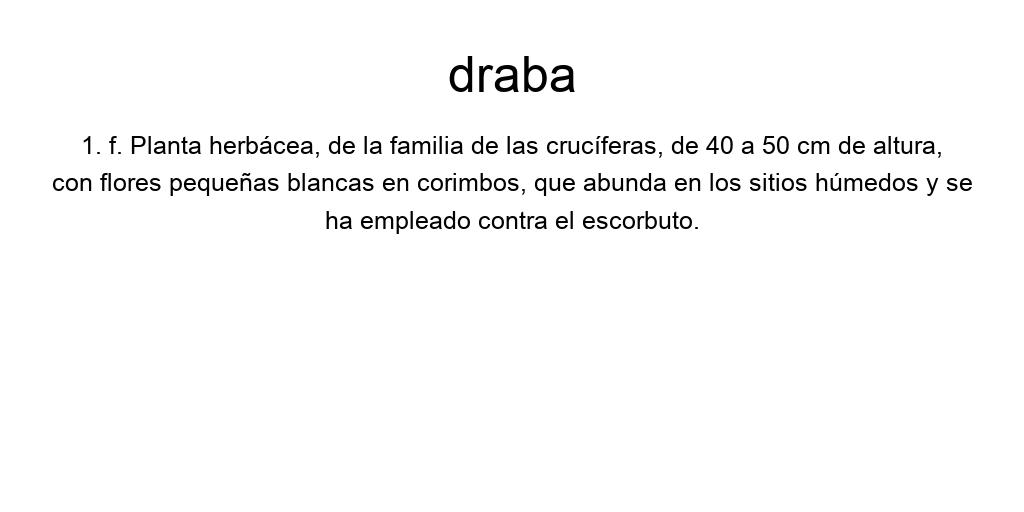 draba
1. f. Planta herbácea, de la familia de las crucíferas, de 40 a 50 cm de altura,
con flores pequeñas blancas en corimbos, que abunda en los sitios húmedos y se
ha empleado contra el escorbuto.